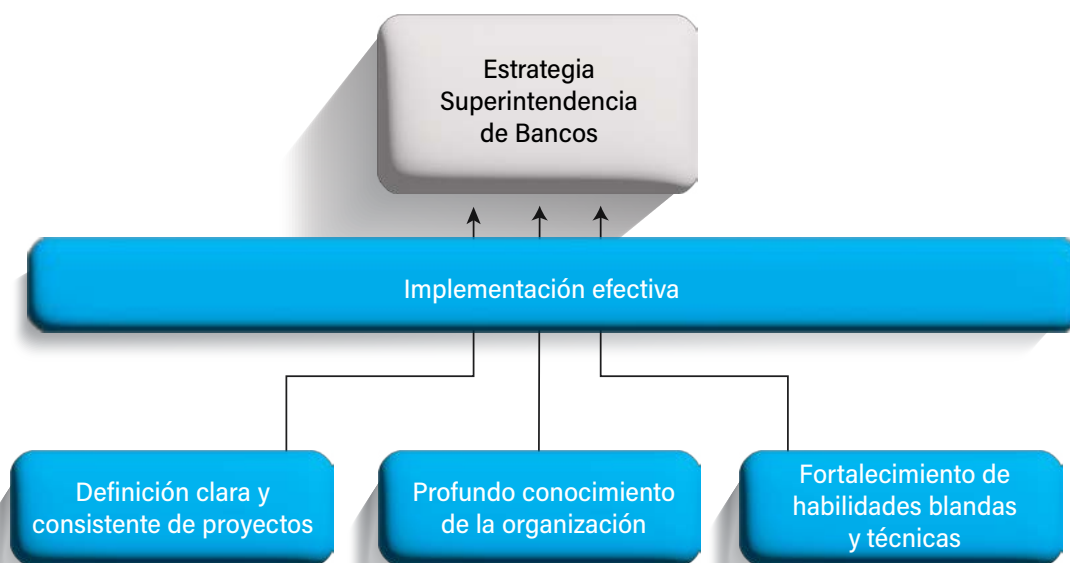 Estrategia
Superintendencia
de Bancos
Implementación efectiva
Definición clara y
consistente de proyectos
Profundo conocimiento
de la organización
Fortalecimiento de
habilidades blandas
y técnicas